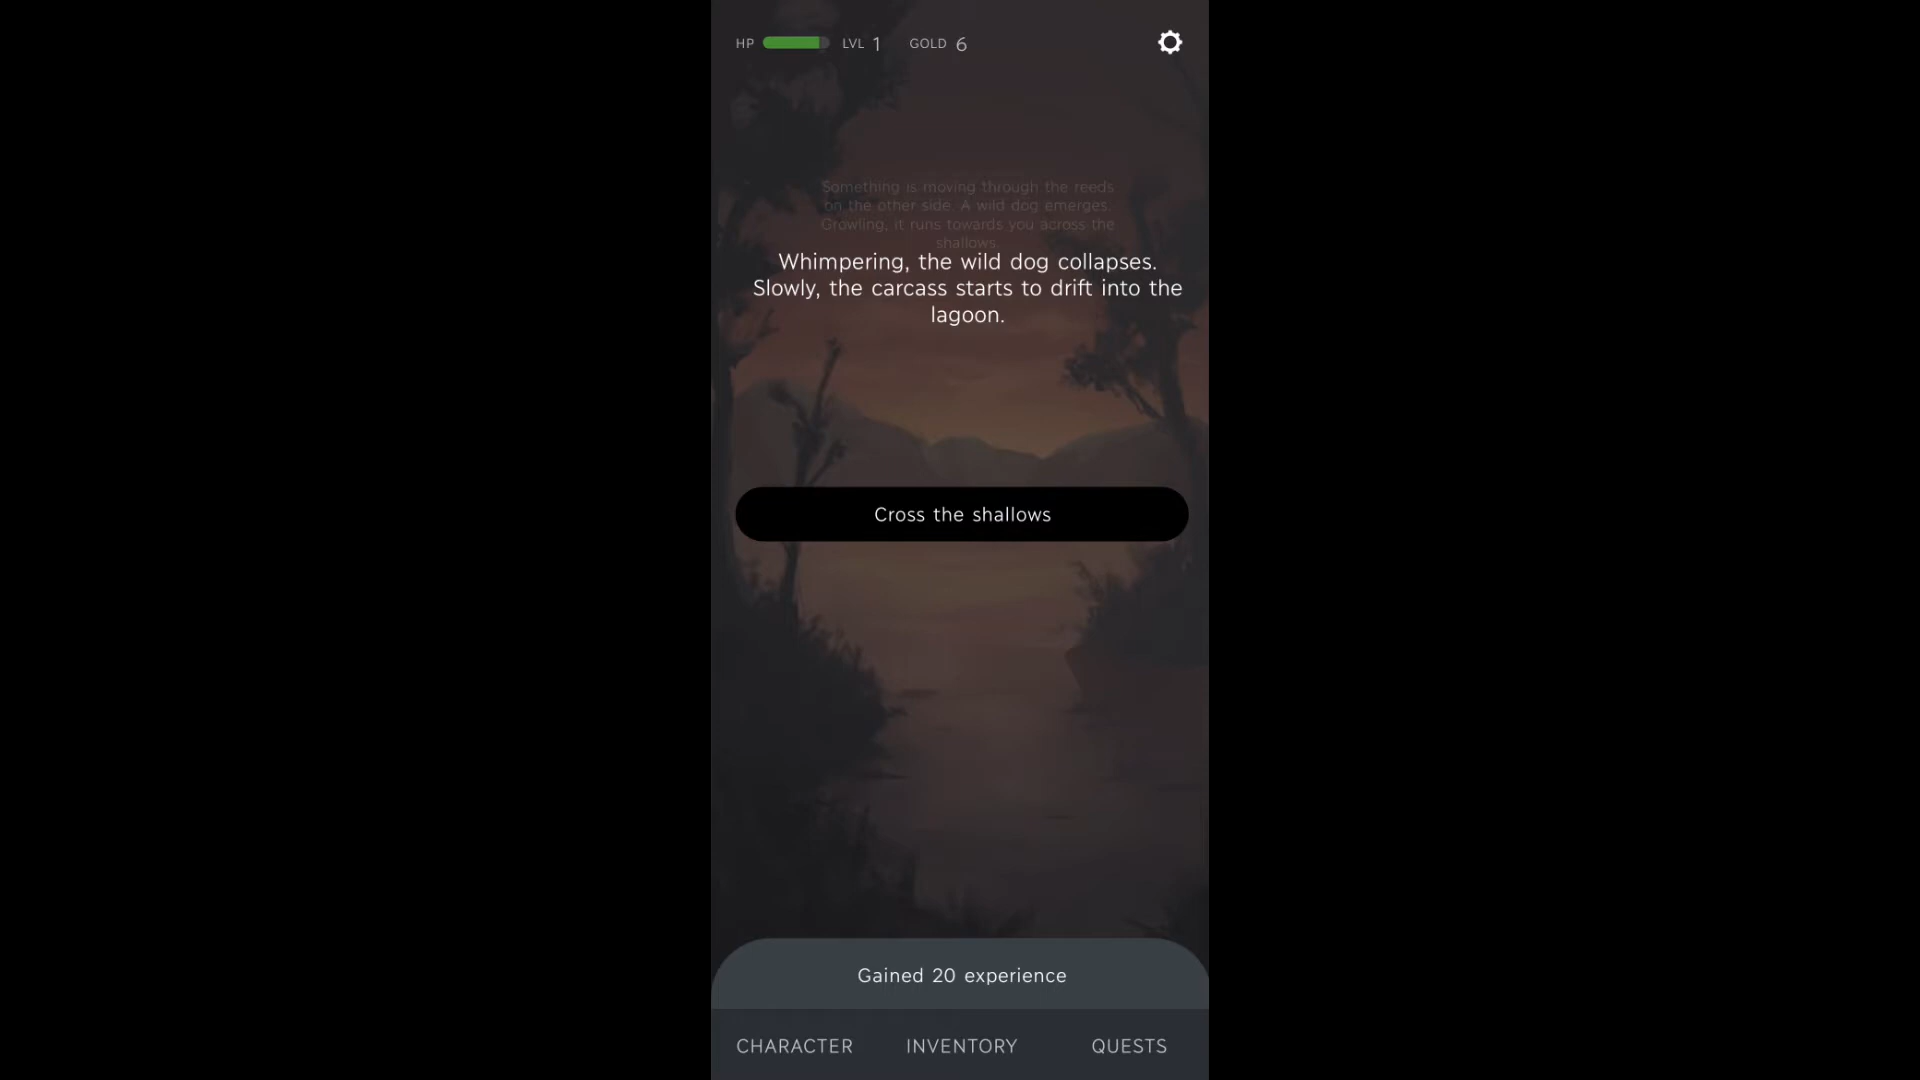 HP LVL 1 GOLD 6
Something is moving through the reeds
on the other side. A wild dog emerges.
Growling, it runs towards you across the
shallows.
Whimpering, the wild dog collapses.
Slowly, the carcass starts to drift into the
lagoon.
Cross the shallows
Gained 20 experience
CHARACTER INVENTORY QUESTS